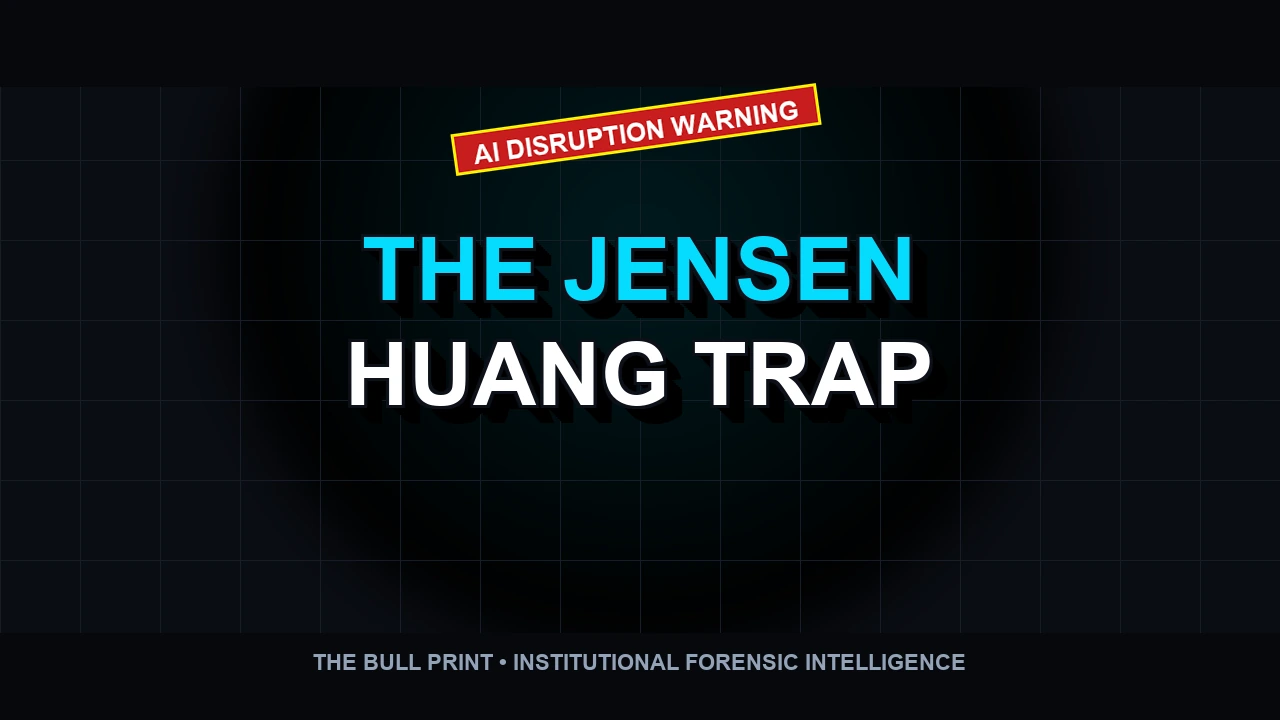 AI DISRUPTION WARNING
THE JENSEN
HUANG TRAP
THE BULL PRINT • INSTITUTIONAL FORENSIC INTELLIGENCE